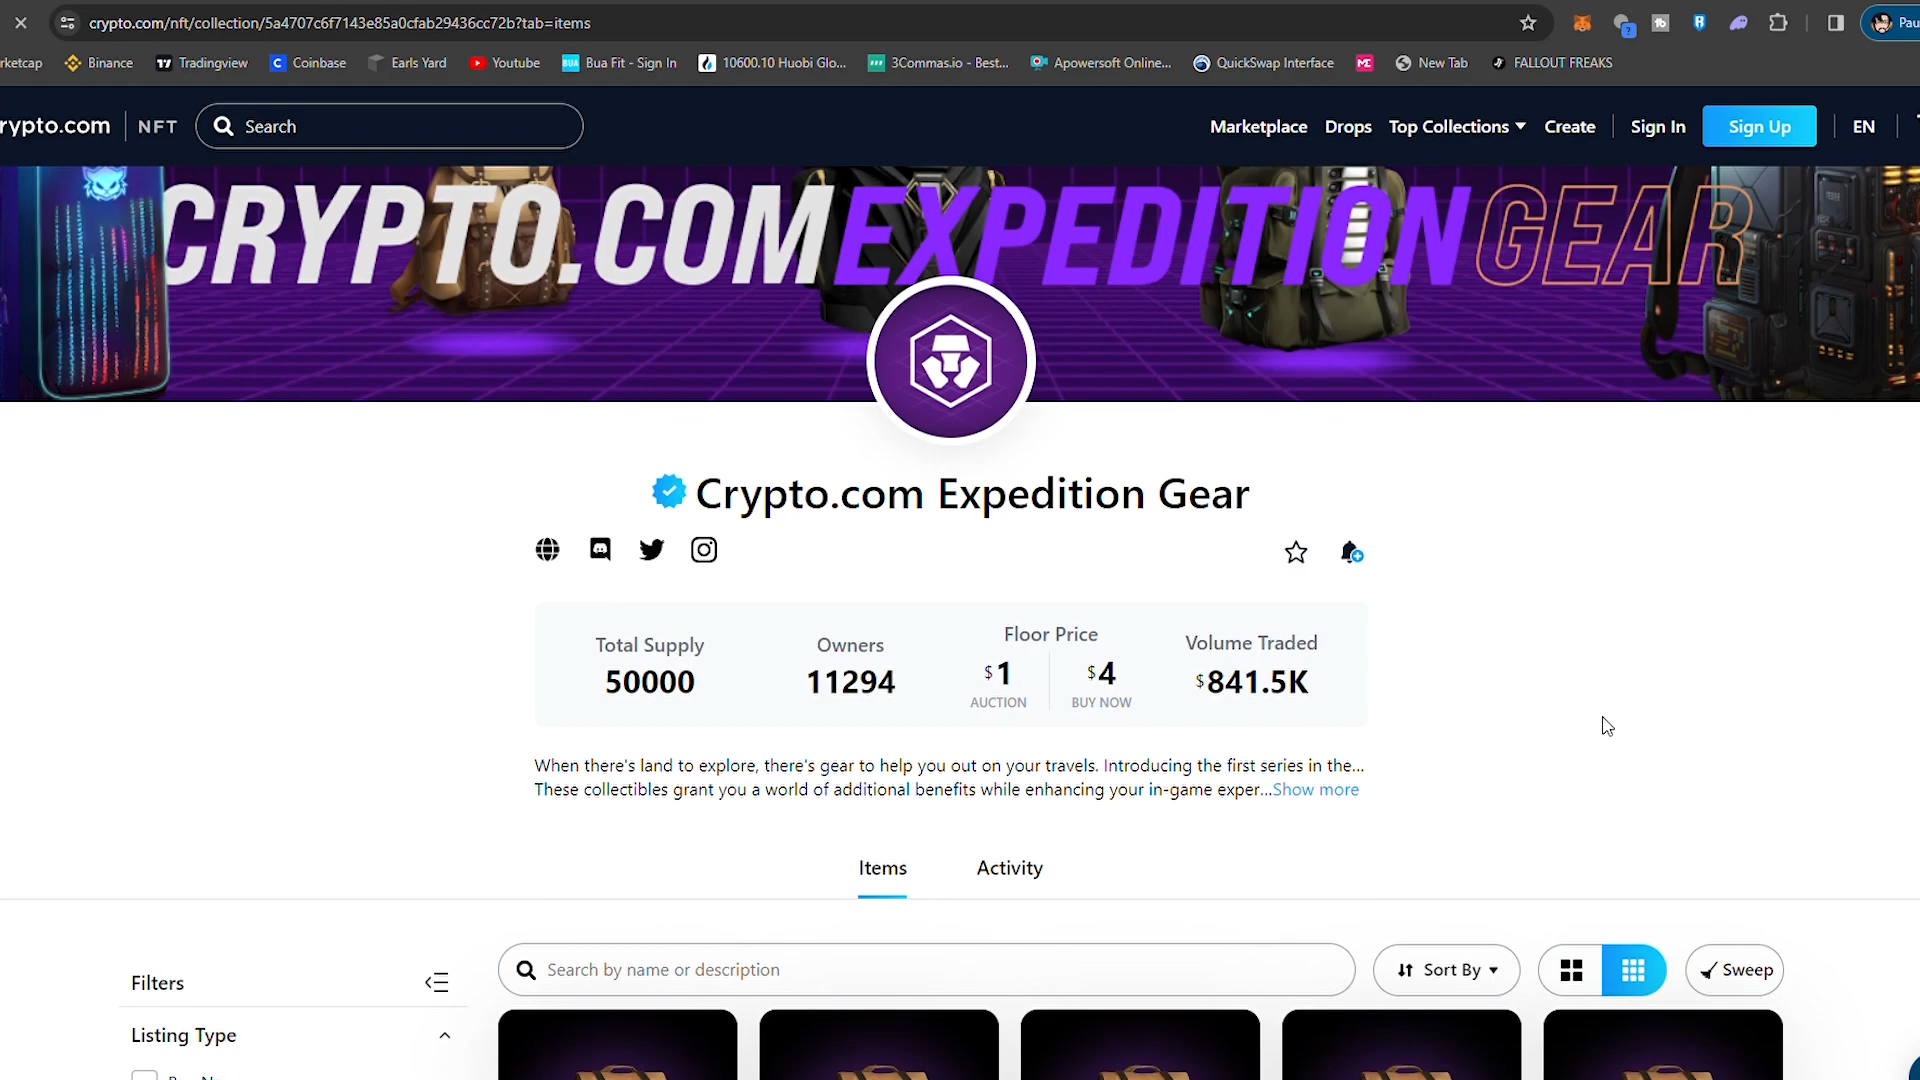 crypto.com/nft/collection/5a4707c6f7143e85a0cfab29436cc72b?tab=items
Pau
rketcap Binance Tradingview Coinbase Earls Yard Youtube BUA Bua Fit - Sign In 10600.10 Huobi Glo... 3Commas.io - Best... Apowersoft Online... QuickSwap Interface ME New Tab FALLOUT FREAKS
rypto.com NFT Search Marketplace Drops Top Collections Create Sign In Sign Up EN
CRYPTO.COM EXPEDITION GEAR
Crypto.com Expedition Gear
Total Supply Owners Floor Price Volume Traded
50000 11294 $1 $4 $841.5K
AUCTION BUY NOW
When there's land to explore, there's gear to help you out on your travels. Introducing the first series in the...
These collectibles grant you a world of additional benefits while enhancing your in-game exper...Show more
Items Activity
Filters Search by name or description Sort By Sweep
Listing Type